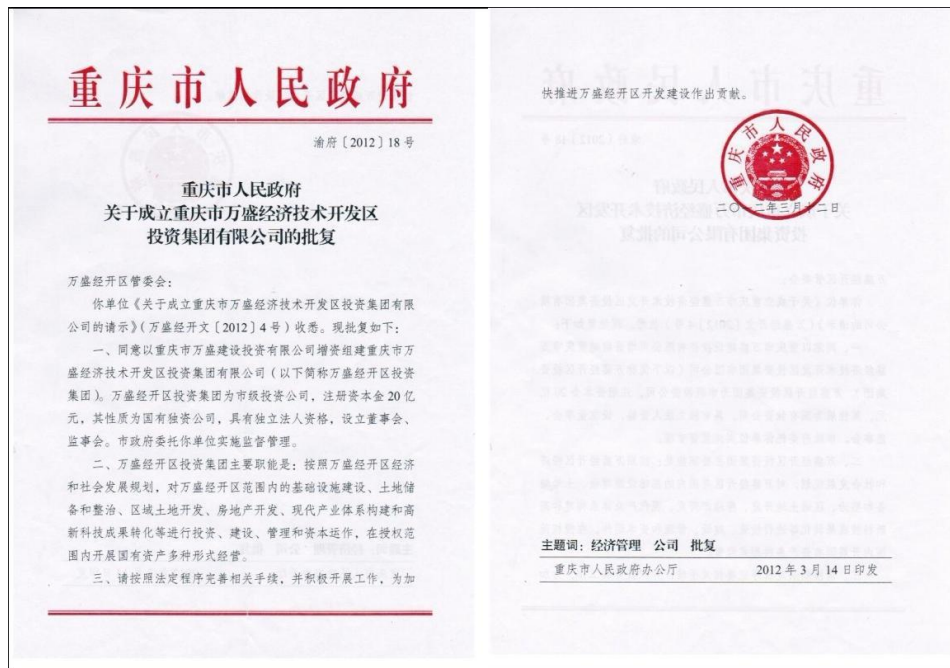 重庆市人民政府
渝府〔2012〕18号
重庆市人民政府
关于成立重庆市万盛经济技术开发区
投资集团有限公司的批复
万盛经开区管委会：
你单位《关于成立重庆市万盛经济技术开发区投资集团有限
公司的请示》（万盛经开文〔2012〕4号）收悉。现批复如下：
一、同意以重庆市万盛建设投资有限公司增资组建重庆市万
盛经济技术开发区投资集团有限公司（以下简称万盛经开区投资
集团）。万盛经开区投资集团为市级投资公司，注册资本金20亿
元，其性质为国有独资公司，具有独立法人资格，设立董事会、
监事会。市政府委托你单位实施监督管理。
二、万盛经开区投资集团主要职能是：按照万盛经开区经济
和社会发展规划，对万盛经开区范围内的基础设施建设、土地储
备和整治、区域土地开发、房地产开发、现代产业体系构建和高
新科技成果转化等进行投资、建设、管理和资本运作，在授权范
围内开展国有资产多种形式经营。
三、请按照法定程序完善相关手续，并积极开展工作，为加
快推进万盛经开区开发建设作出贡献。
重庆市人民政府
二〇一二年三月十二日
主题词：经济管理 公司 批复
重庆市人民政府办公厅 2012年3月14日印发